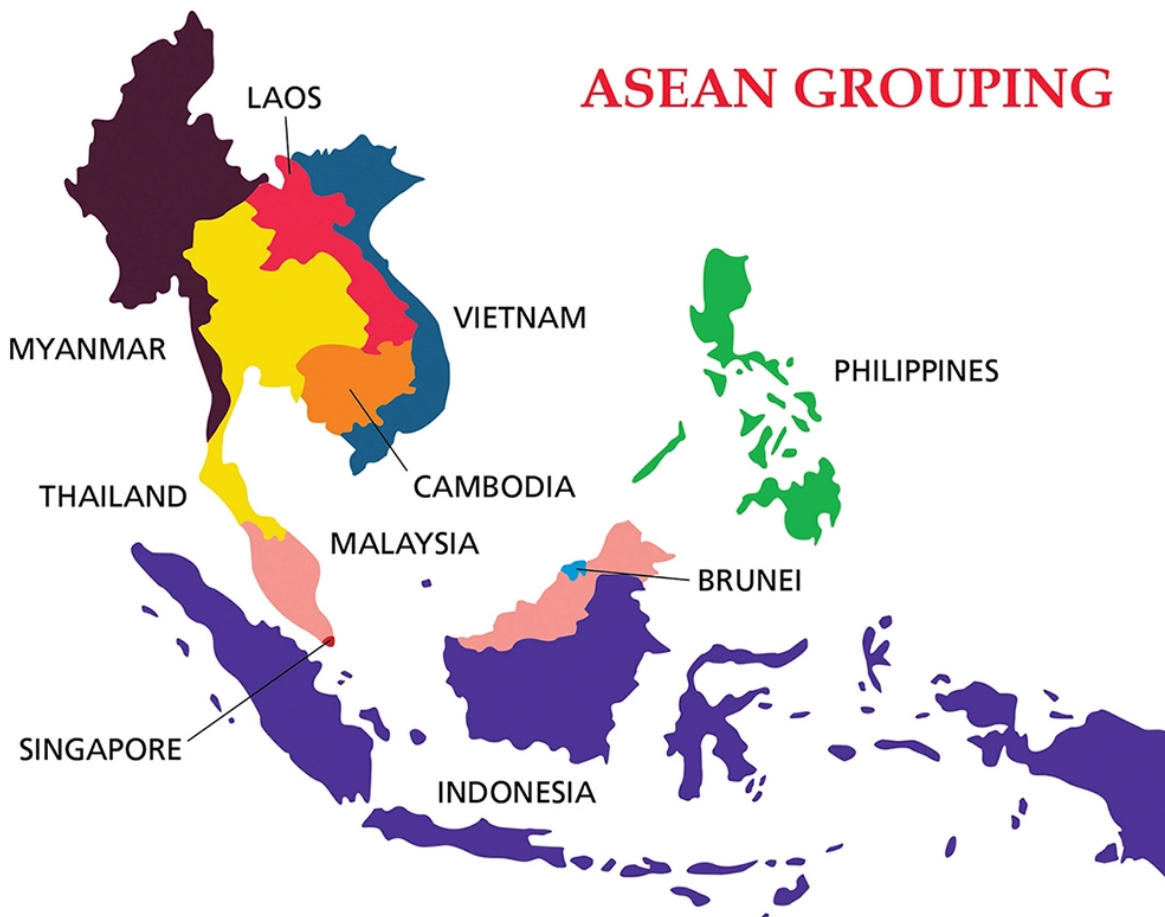 ASEAN GROUPING
LAOS
VIETNAM
MYANMAR
PHILIPPINES
CAMBODIA
THAILAND
MALAYSIA
BRUNEI
SINGAPORE
INDONESIA